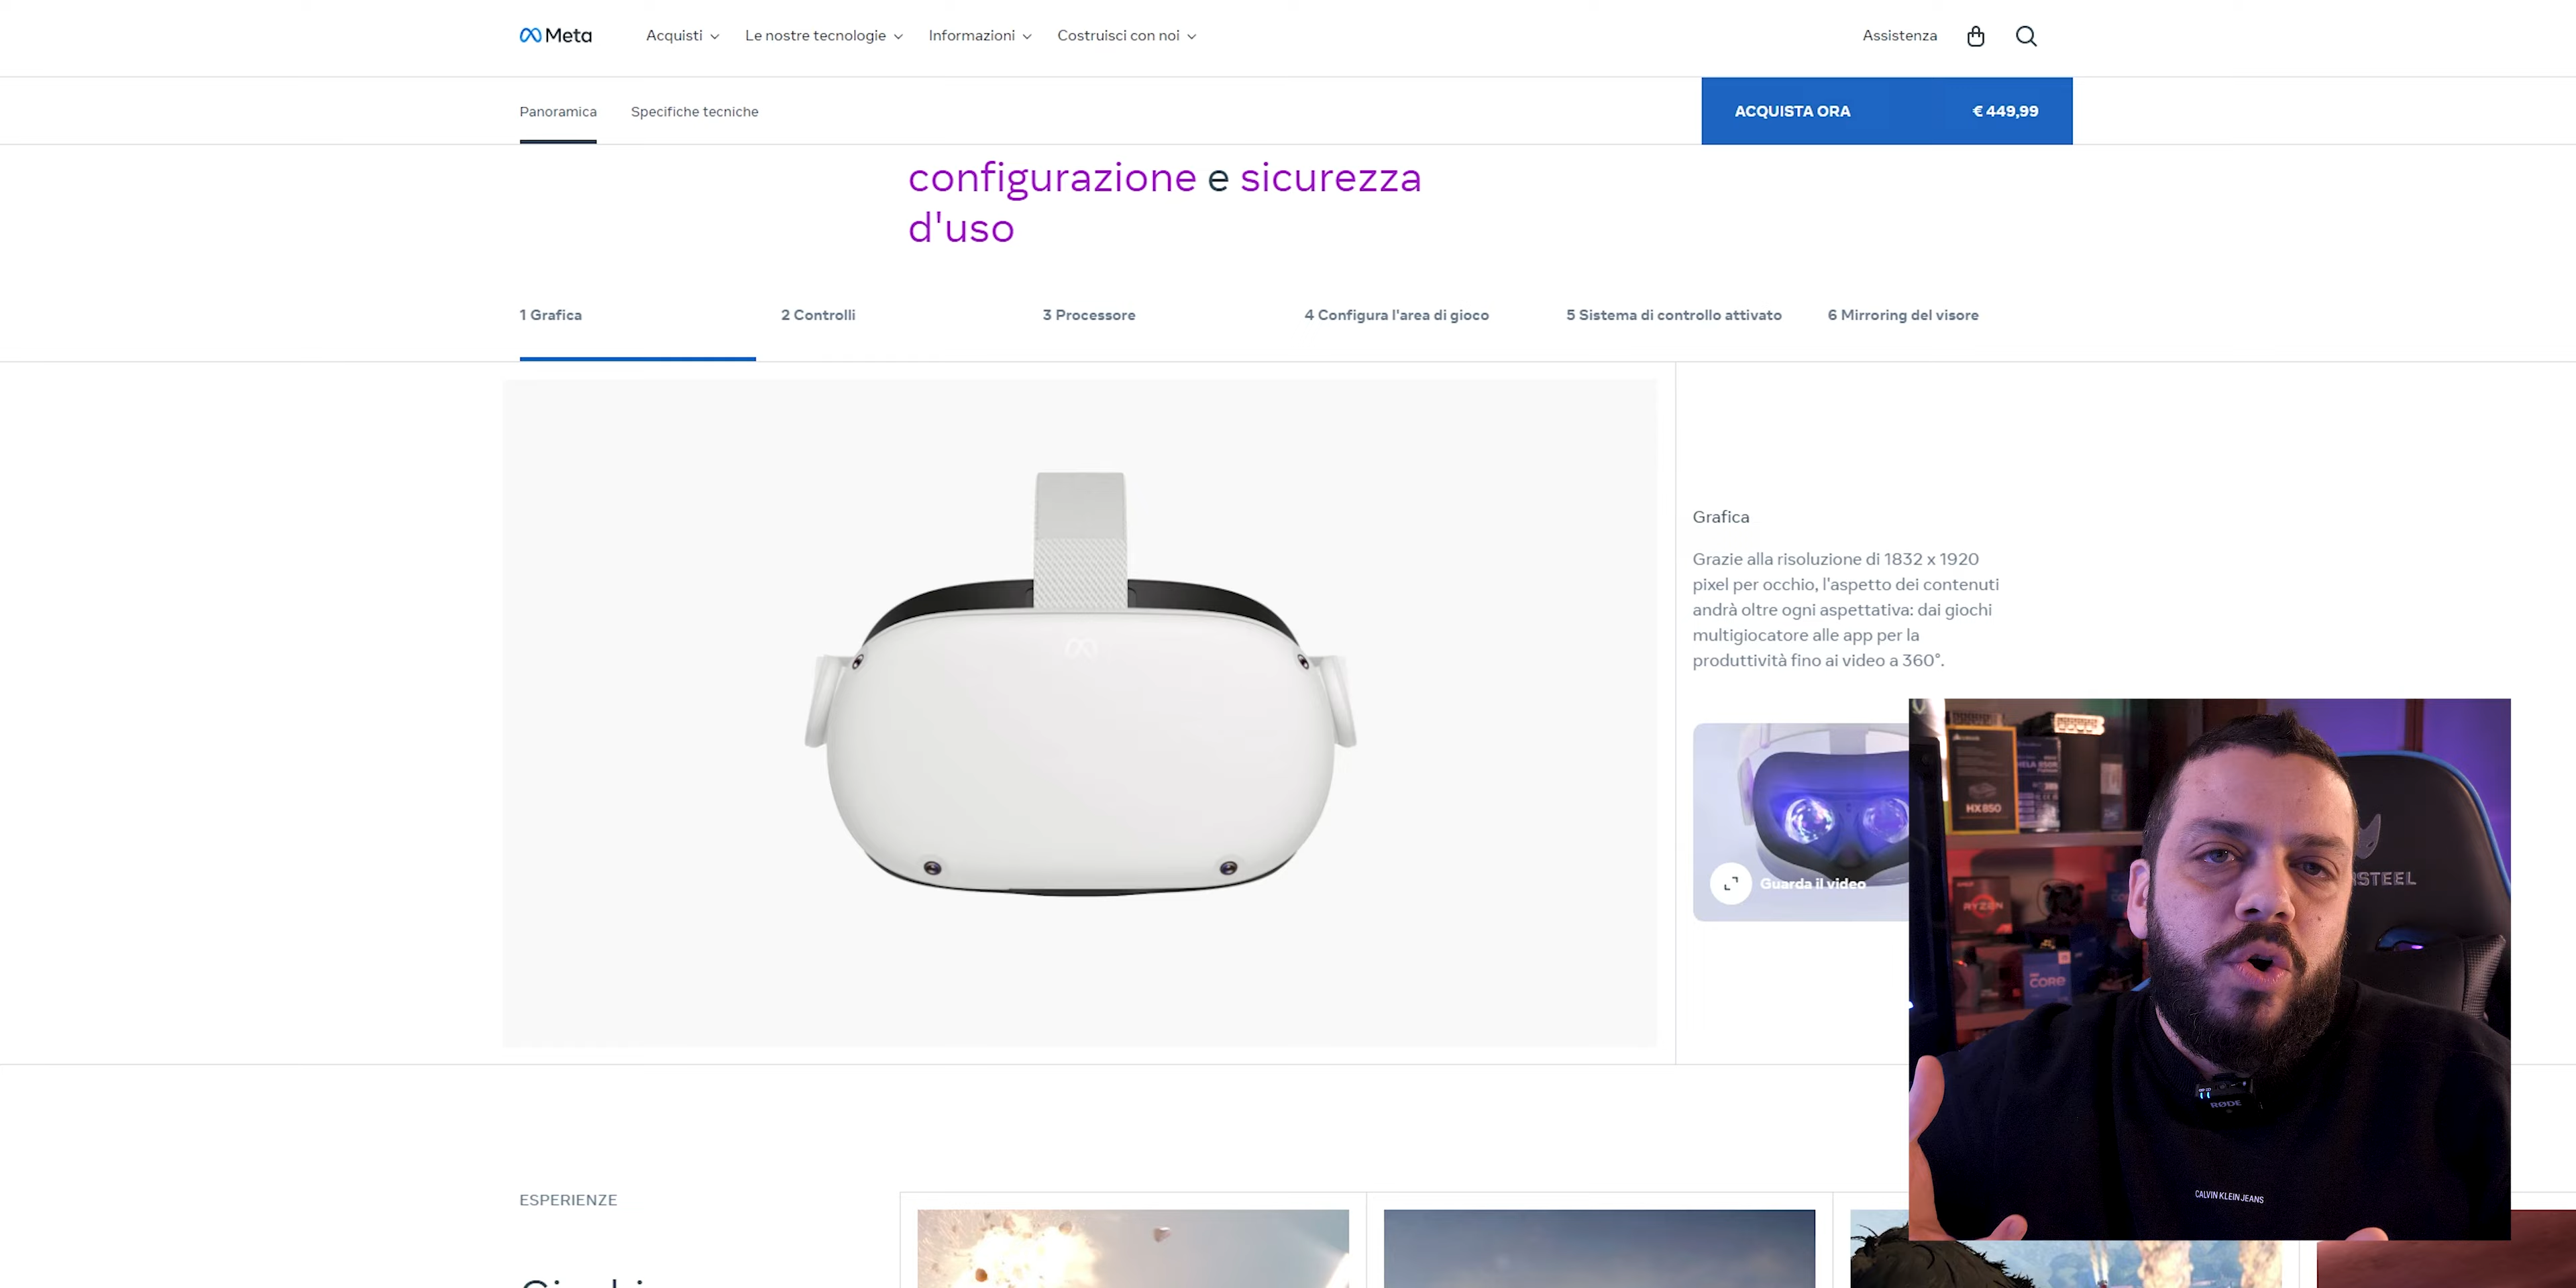 Meta
Acquisti
Le nostre tecnologie
Informazioni
Costruisci con noi
Assistenza
Panoramica
Specifiche tecniche
ACQUISTA ORA
€ 449,99
configurazione e sicurezza
d'uso
1 Grafica
2 Controlli
3 Processore
4 Configura l'area di gioco
5 Sistema di controllo attivato
6 Mirroring del visore
Grafica
Grazie alla risoluzione di 1832 x 1920
pixel per occhio, l'aspetto dei contenuti
andrà oltre ogni aspettativa: dai giochi
multigiocatore alle app per la
produttività fino ai video a 360°.
Guarda il video
HX850
RYZEN
CORE
RØDE
CALVIN KLEIN JEANS
ESPERIENZE